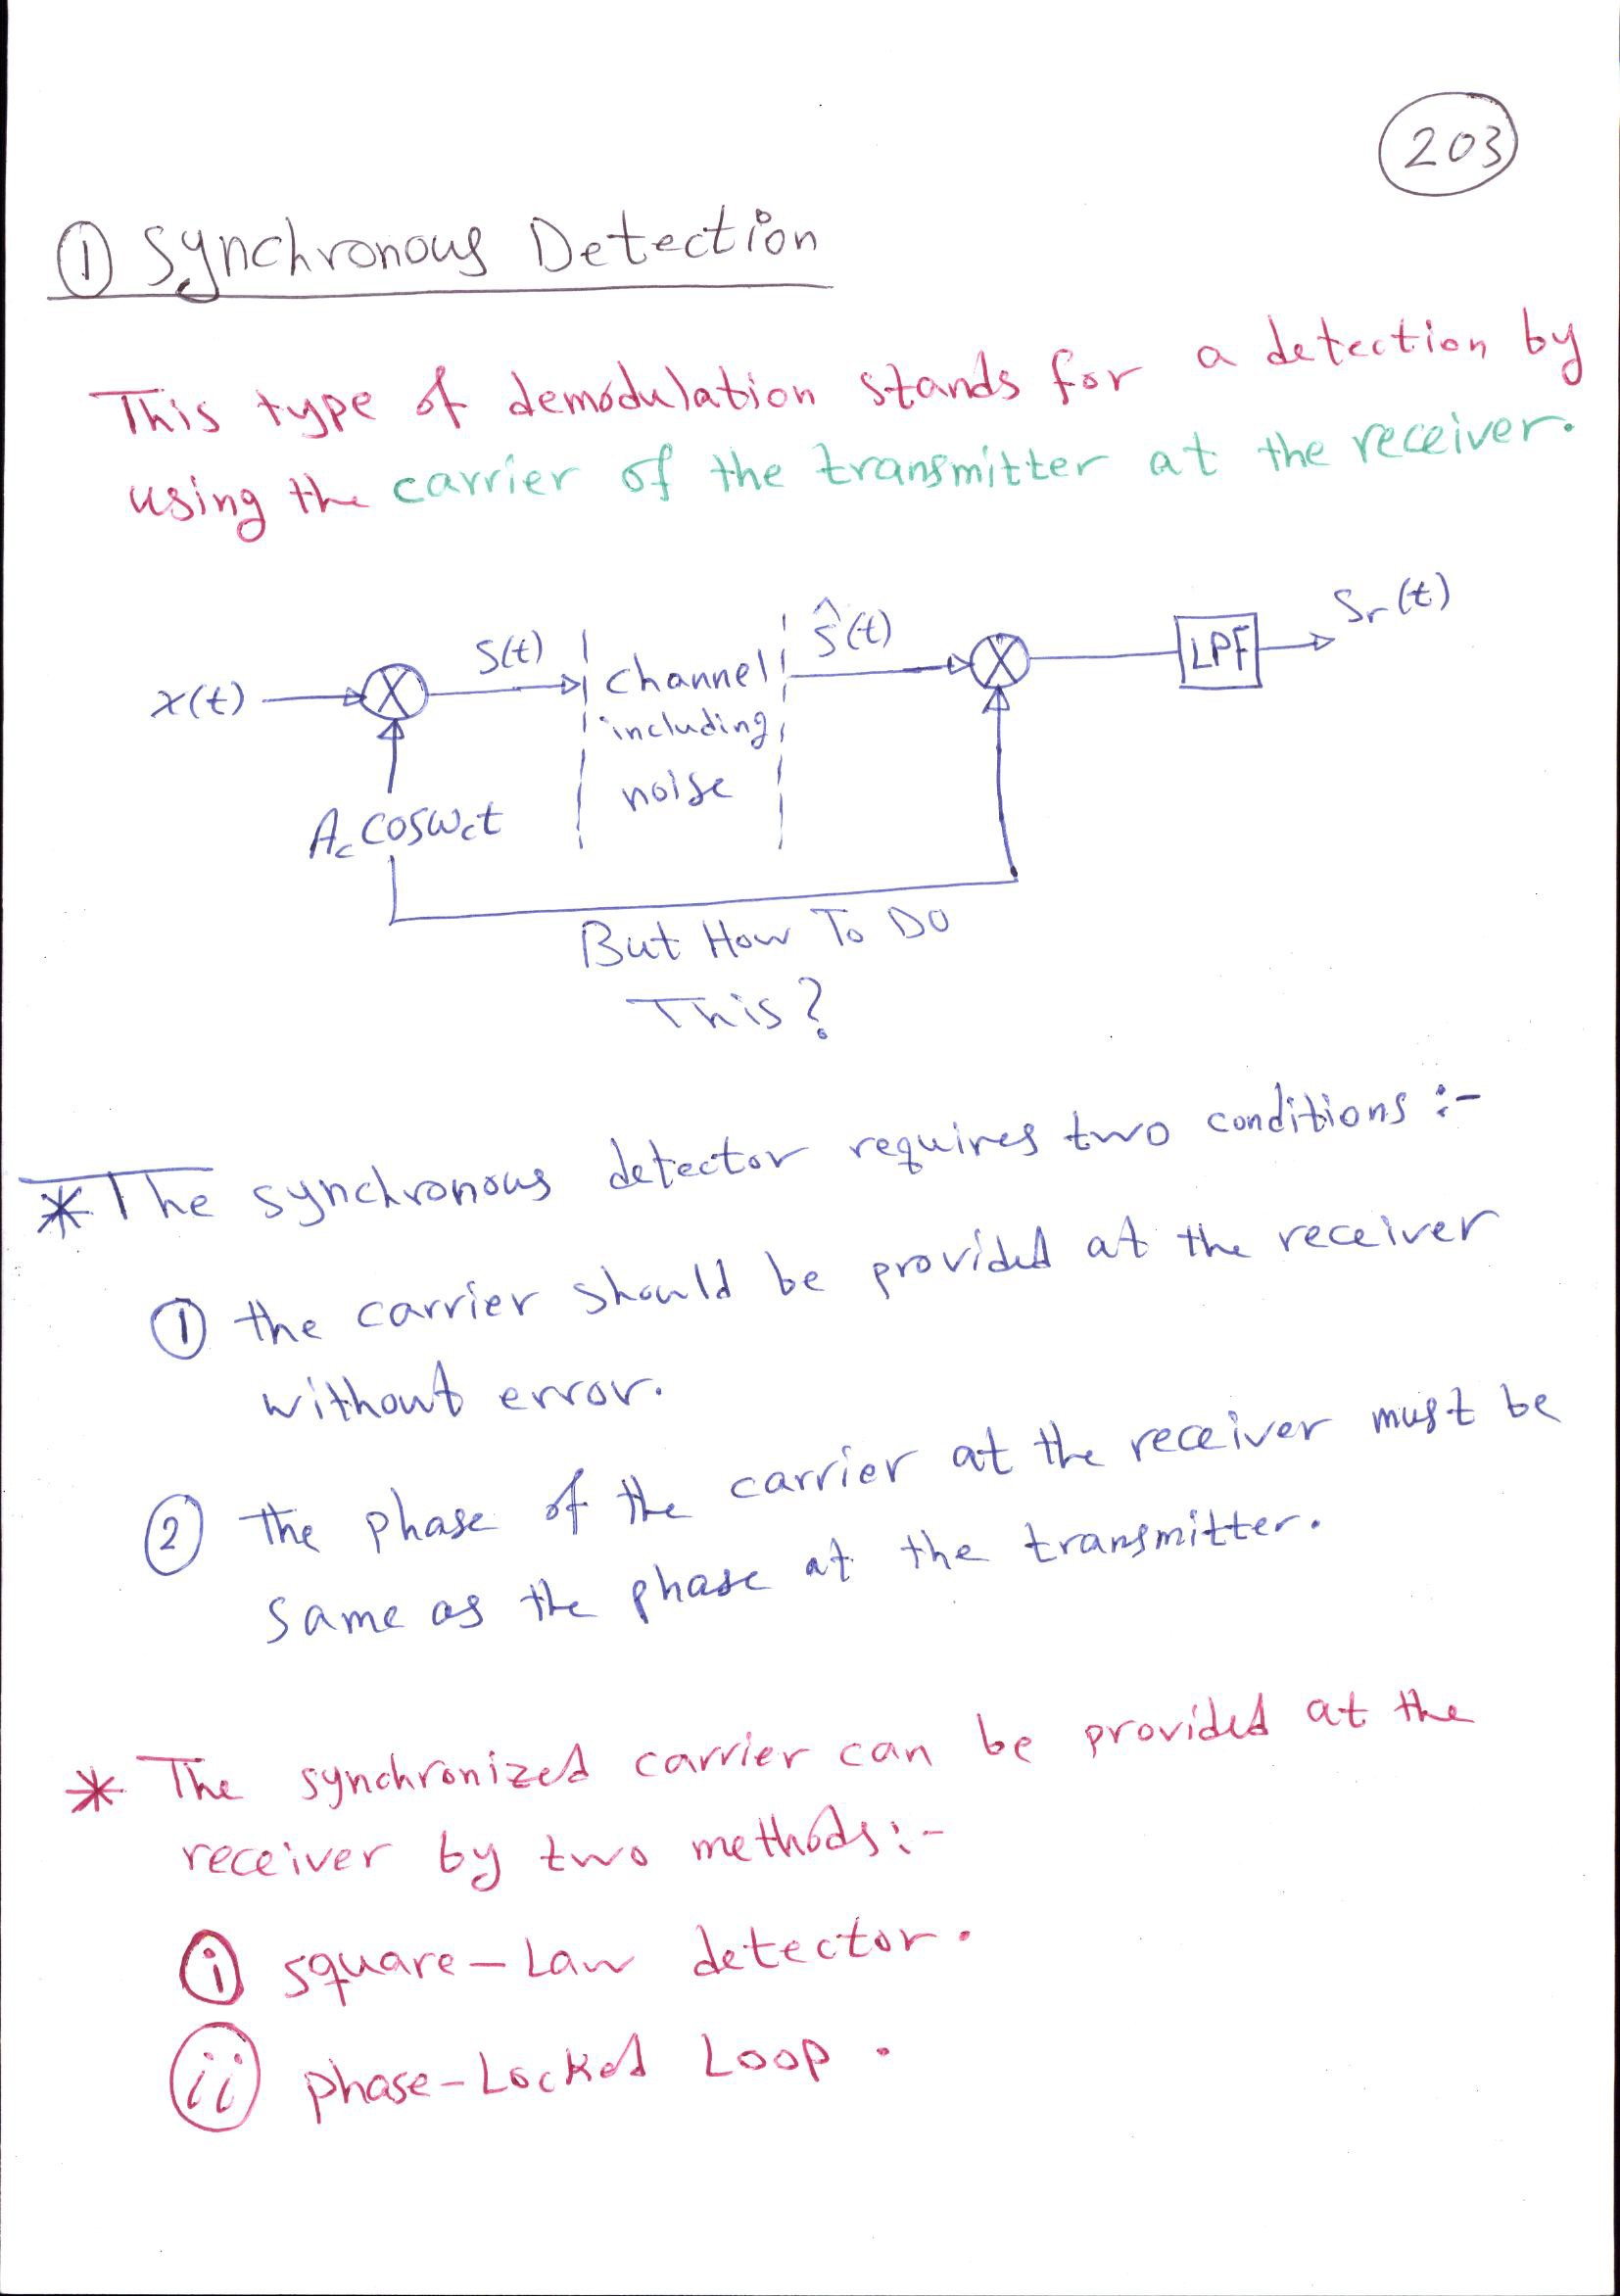 203
① Synchronous Detection
This type of demodulation stands for a detection by
using the carrier of the transmitter at the receiver.
x(t) S(t) channel including noise Ŝ(t) LPF Sr(t)
Ac cosωct
But How To Do
This?
* The synchronous detector requires two conditions :-
① the carrier should be provided at the receiver
without error.
② the phase of the carrier at the receiver must be
same as the phase at the transmitter.
* The synchronized carrier can be provided at the
receiver by two methods :-
ⓘ square-Law detector.
ii phase-Locked Loop.